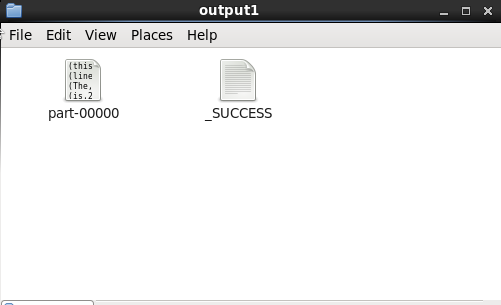 output1
File Edit View Places Help
(this
(line
(The,
(is.2
part-00000
_SUCCESS